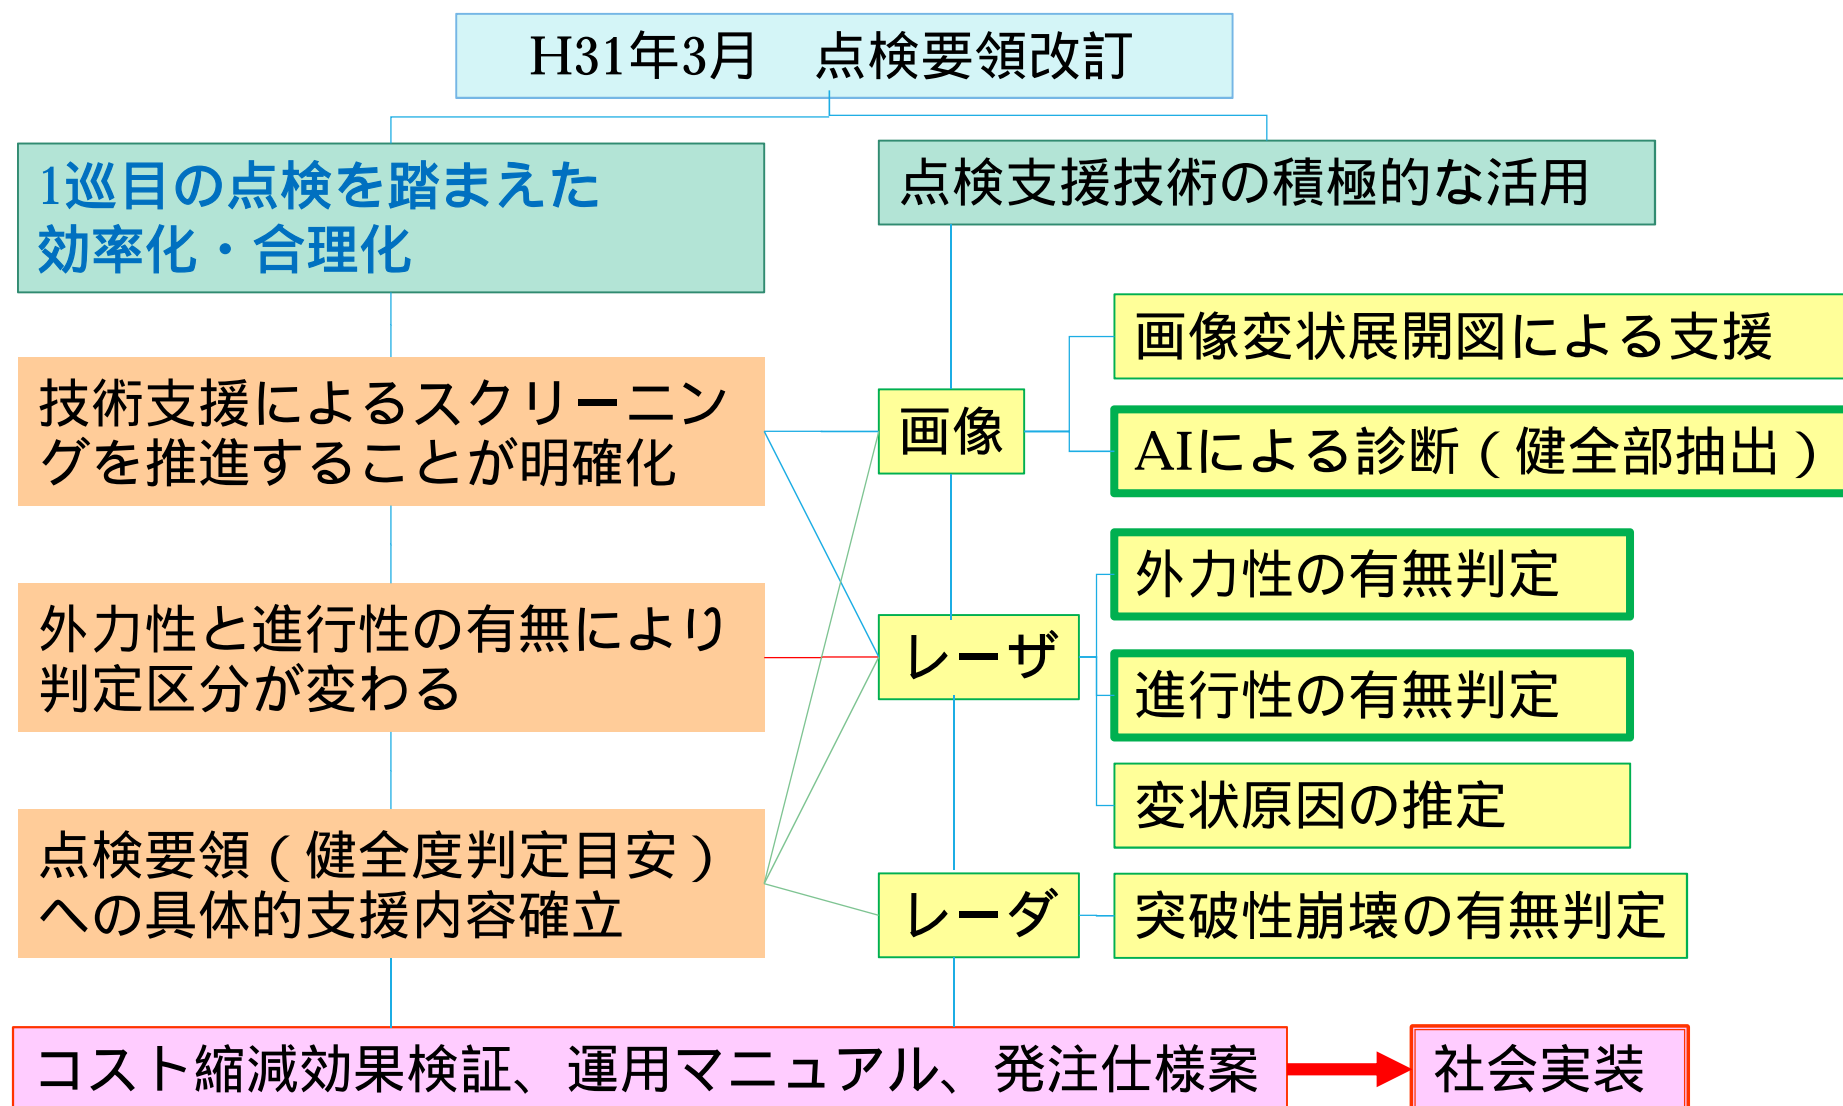 H31年3月　点検要領改訂
1巡目の点検を踏まえた
効率化・合理化
点検支援技術の積極的な活用
技術支援によるスクリーニン
グを推進することが明確化
外力性と進行性の有無により
判定区分が変わる
点検要領（健全度判定目安）
への具体的支援内容確立
画像
画像変状展開図による支援
AIによる診断（健全部抽出）
レーザ
外力性の有無判定
進行性の有無判定
変状原因の推定
レーダ
突破性崩壊の有無判定
コスト縮減効果検証、運用マニュアル、発注仕様案
社会実装